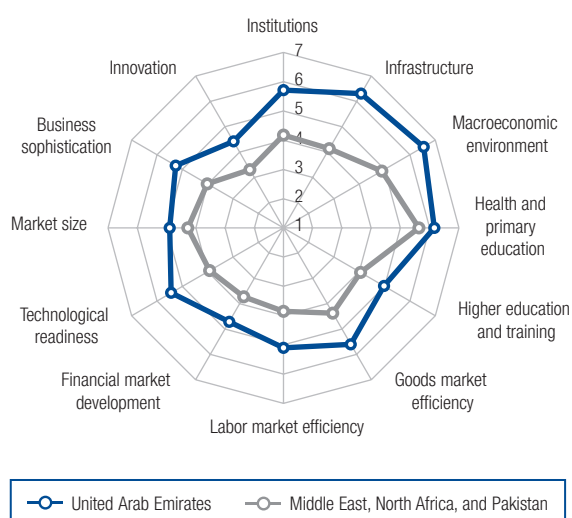 Institutions
7
6
5
4
3
2
1
Infrastructure
Macroeconomic
environment
Health and
primary
education
Higher education
and training
Goods market
efficiency
Labor market efficiency
Financial market
development
Technological
readiness
Market size
Business
sophistication
Innovation
United Arab Emirates
Middle East, North Africa, and Pakistan